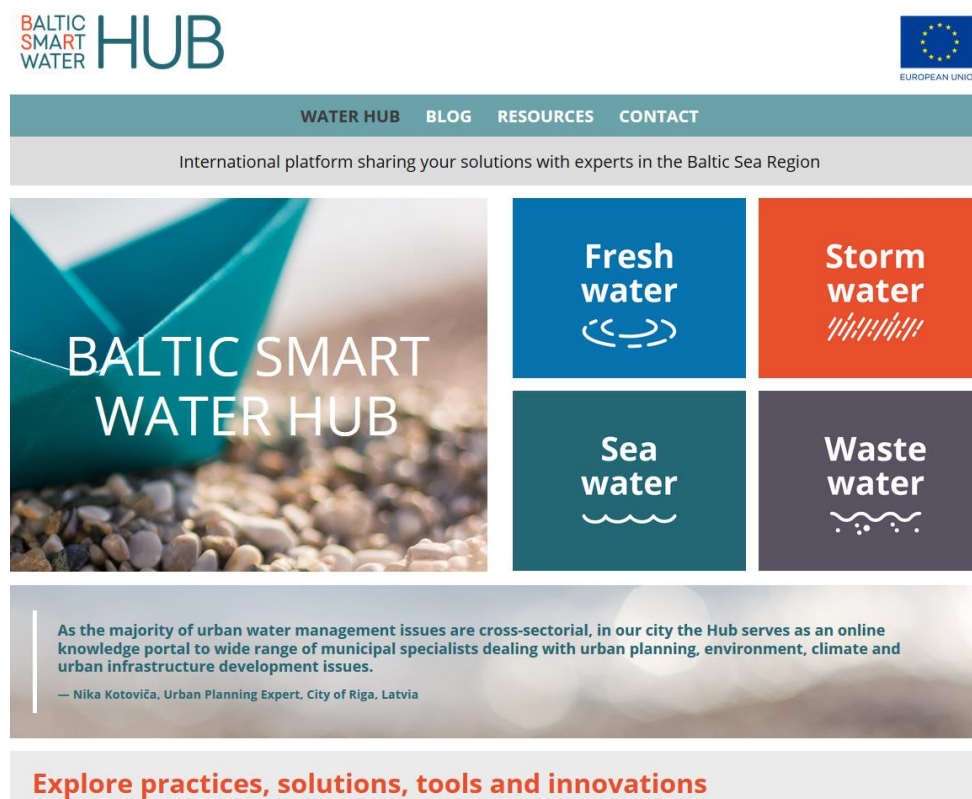 BALTIC
SMART
WATER
HUB
EUROPEAN UNIO
WATER HUB BLOG RESOURCES CONTACT
International platform sharing your solutions with experts in the Baltic Sea Region
BALTIC SMART
WATER HUB
Fresh
water
Storm
water
Sea
water
Waste
water
As the majority of urban water management issues are cross-sectorial, in our city the Hub serves as an online
knowledge portal to wide range of municipal specialists dealing with urban planning, environment, climate and
urban infrastructure development issues.
— Nika Kotoviča, Urban Planning Expert, City of Riga, Latvia
Explore practices, solutions, tools and innovations